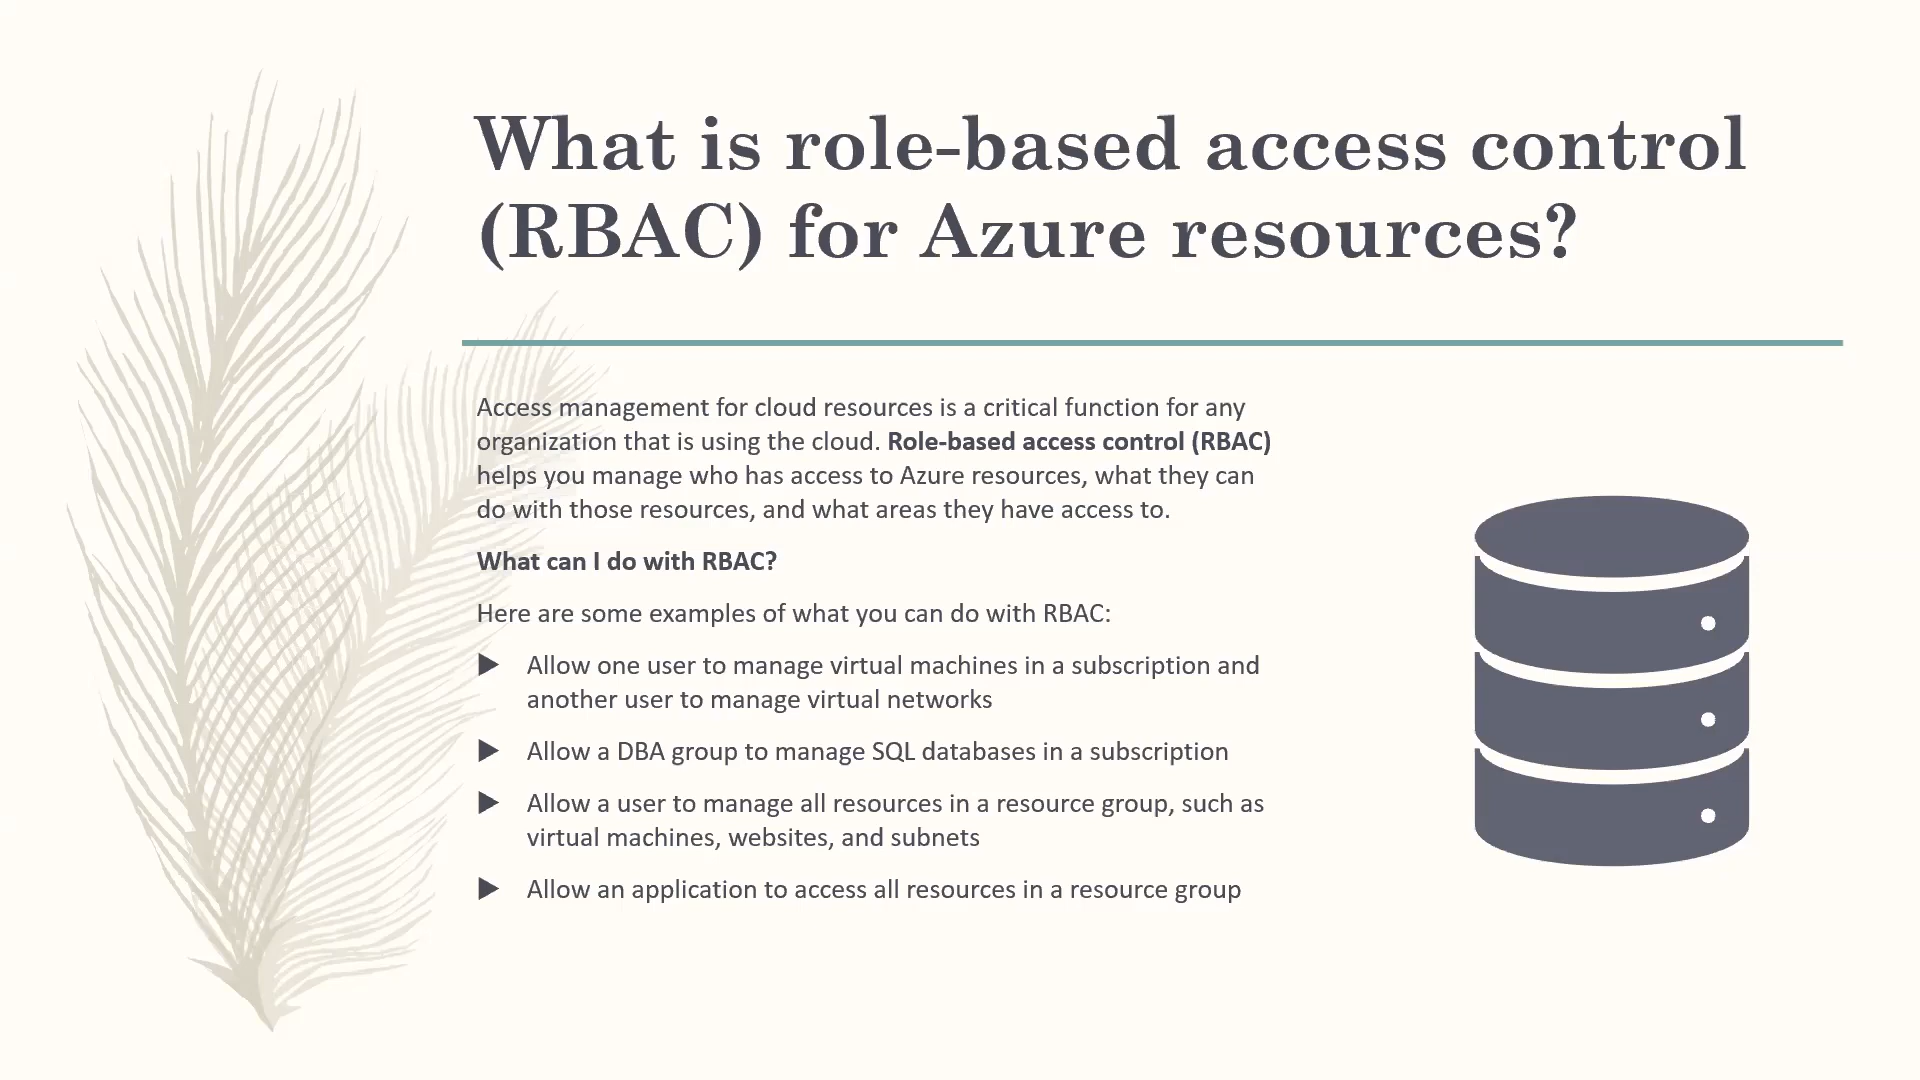 What is role-based access control
(RBAC) for Azure resources?
Access management for cloud resources is a critical function for any
organization that is using the cloud. Role-based access control (RBAC)
helps you manage who has access to Azure resources, what they can
do with those resources, and what areas they have access to.
What can I do with RBAC?
Here are some examples of what you can do with RBAC:
Allow one user to manage virtual machines in a subscription and
another user to manage virtual networks
Allow a DBA group to manage SQL databases in a subscription
Allow a user to manage all resources in a resource group, such as
virtual machines, websites, and subnets
Allow an application to access all resources in a resource group